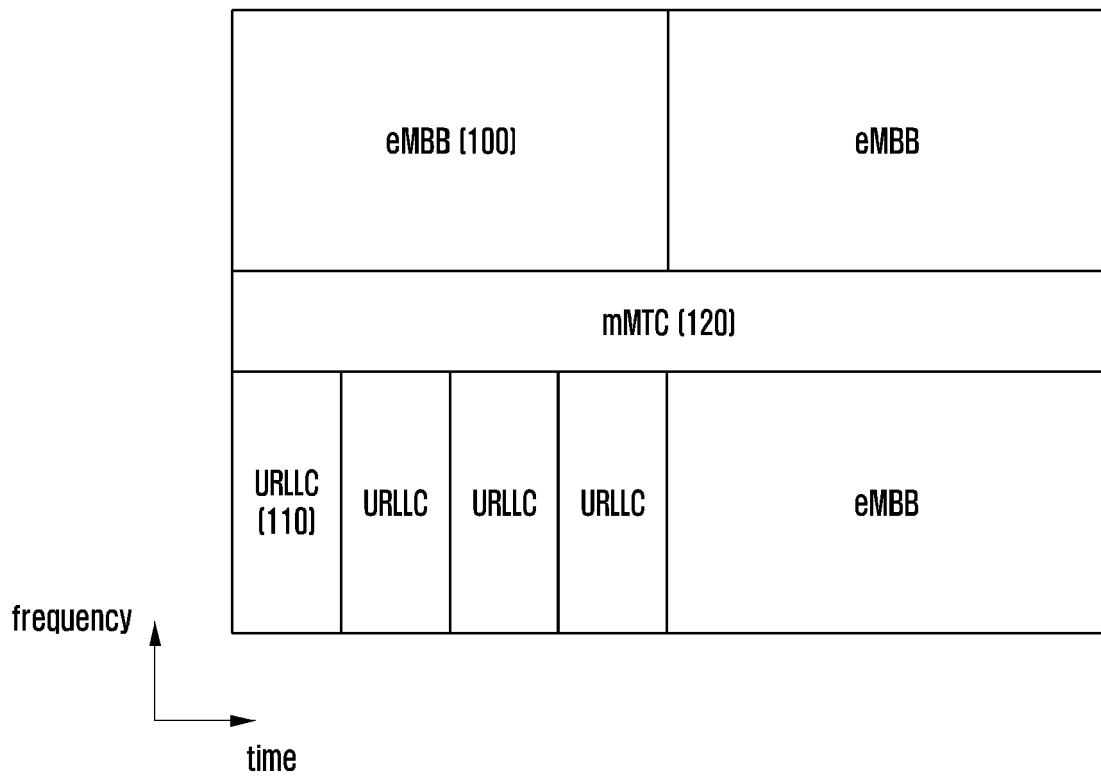 eMBB (100)
eMBB
mMTC (120)
URLLC
(110)
URLLC
URLLC
URLLC
eMBB
frequency
time